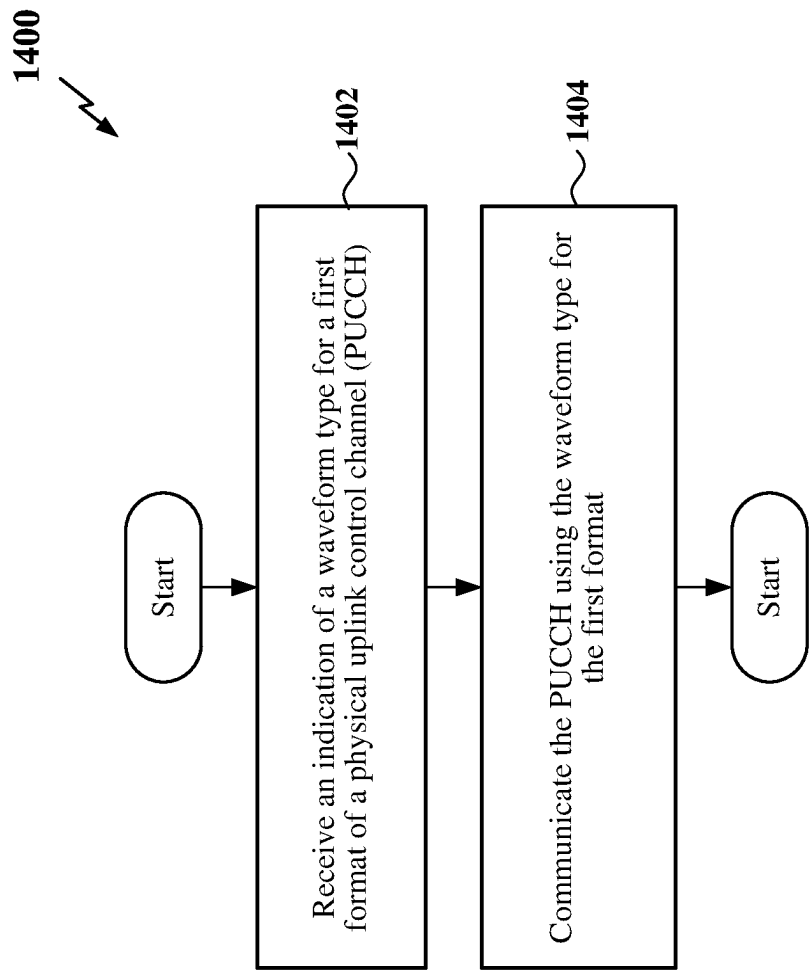 1400
Start
Receive an indication of a waveform type for a first
format of a physical uplink control channel (PUCCH)
1402
Communicate the PUCCH using the waveform type for
the first format
1404
Start